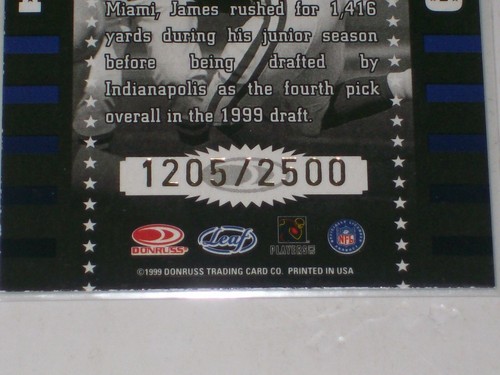 Miami, James rushed for 1,416
yards during his junior season
before being drafted by
Indianapolis as the fourth pick
overall in the 1999 draft.
1205/2500
DONRUSS
Leaf
PLAYERS
NFL
©1999 DONRUSS TRADING CARD CO. PRINTED IN USA